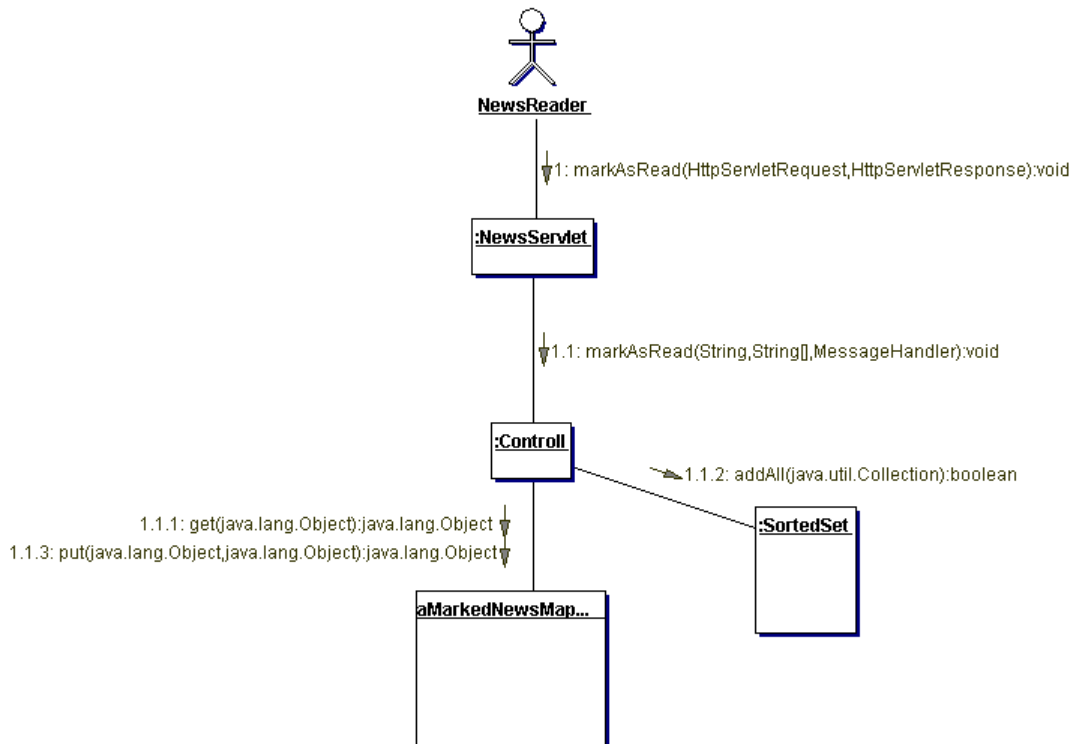 NewsReader
1: markAsRead(HttpServletRequest,HttpServletResponse):void
:NewsServlet
1.1: markAsRead(String,String[],MessageHandler):void
:Controll
1.1.2: addAll(java.util.Collection):boolean
1.1.1: get(java.lang.Object):java.lang.Object
:SortedSet
1.1.3: put(java.lang.Object,java.lang.Object):java.lang.Object
aMarkedNewsMap...